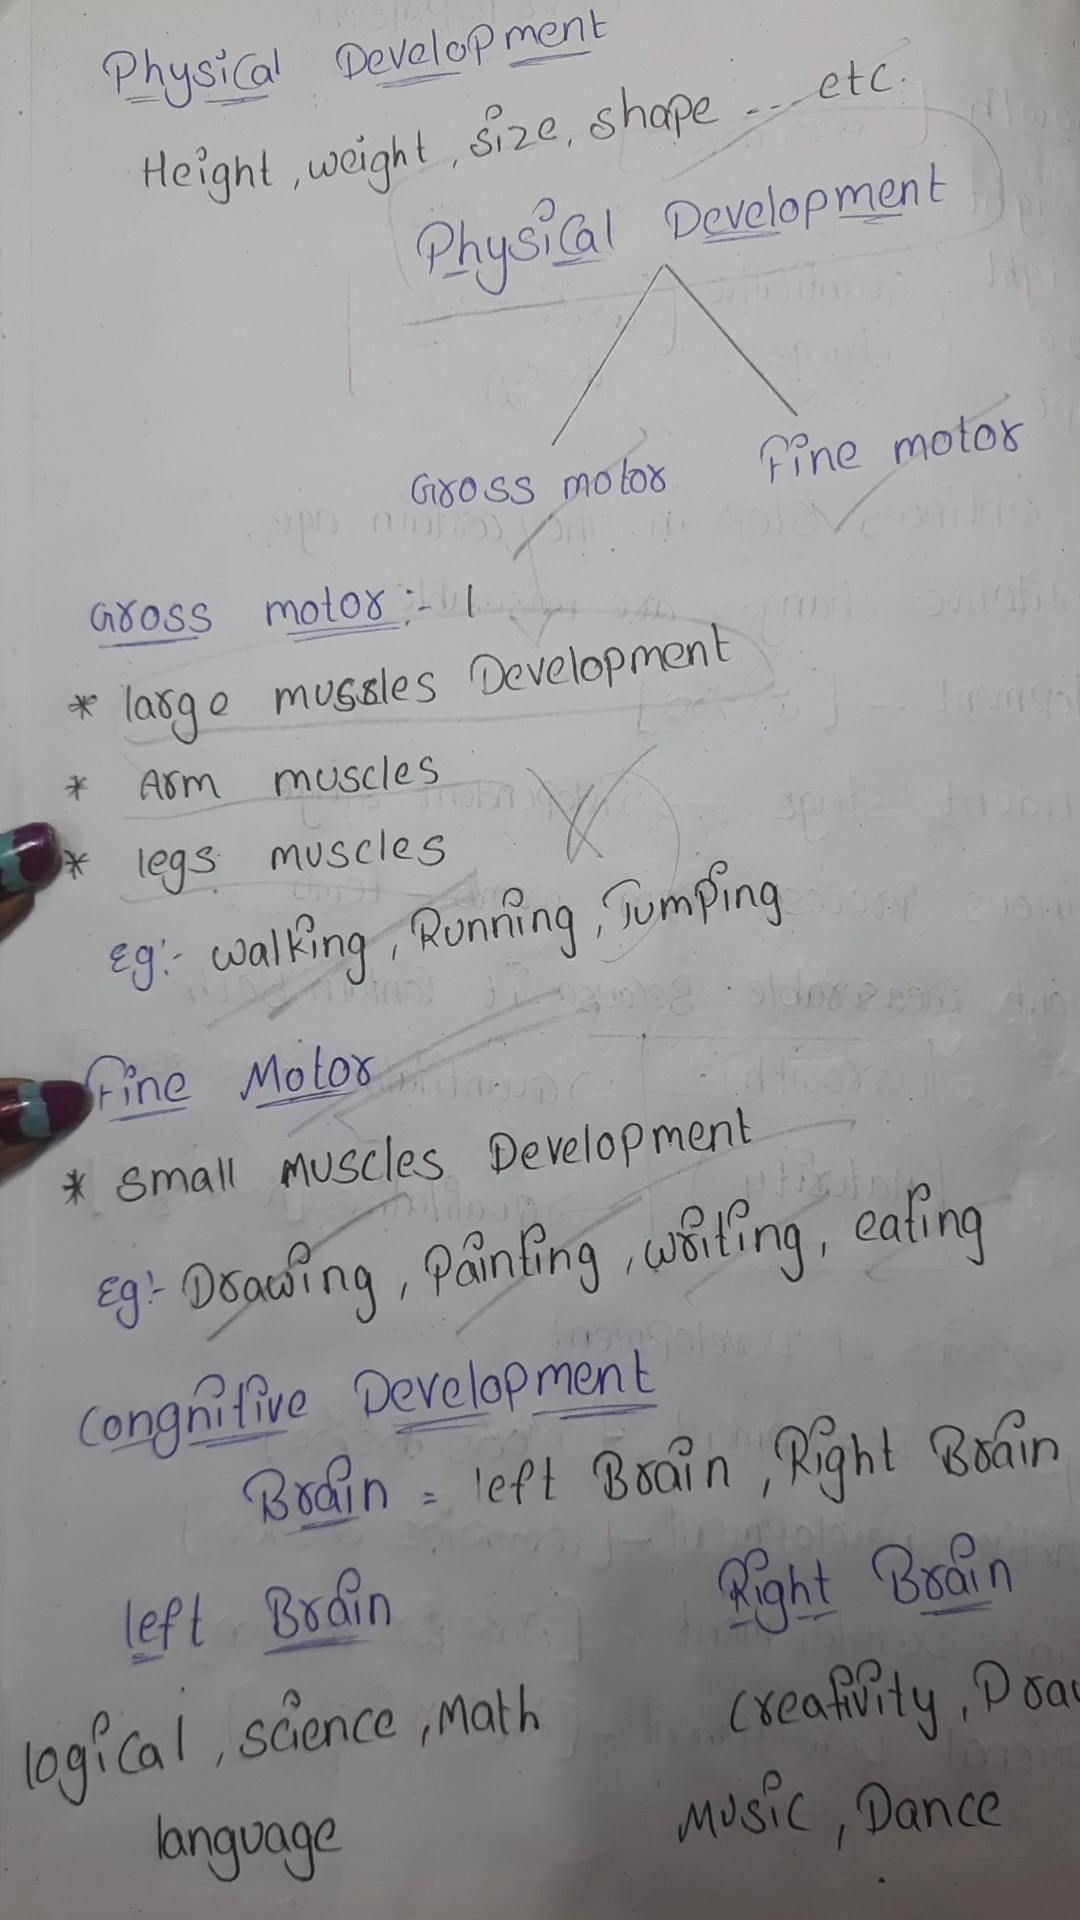 Physical Development
Height, weight, size, shape --- etc.
Physical Development
Gross motor Fine motor
Gross motor :- 1
* large muscles Development
* Arm muscles
* legs muscles
Eg:- walking, Running, Jumping
Fine Motor
* small muscles Development
Eg:- Drawing, Painting, writing, eating
Congnitive Development
Brain = left Brain, Right Brain
left Brain Right Brain
logical, science, Math creativity,
language Music, Dance